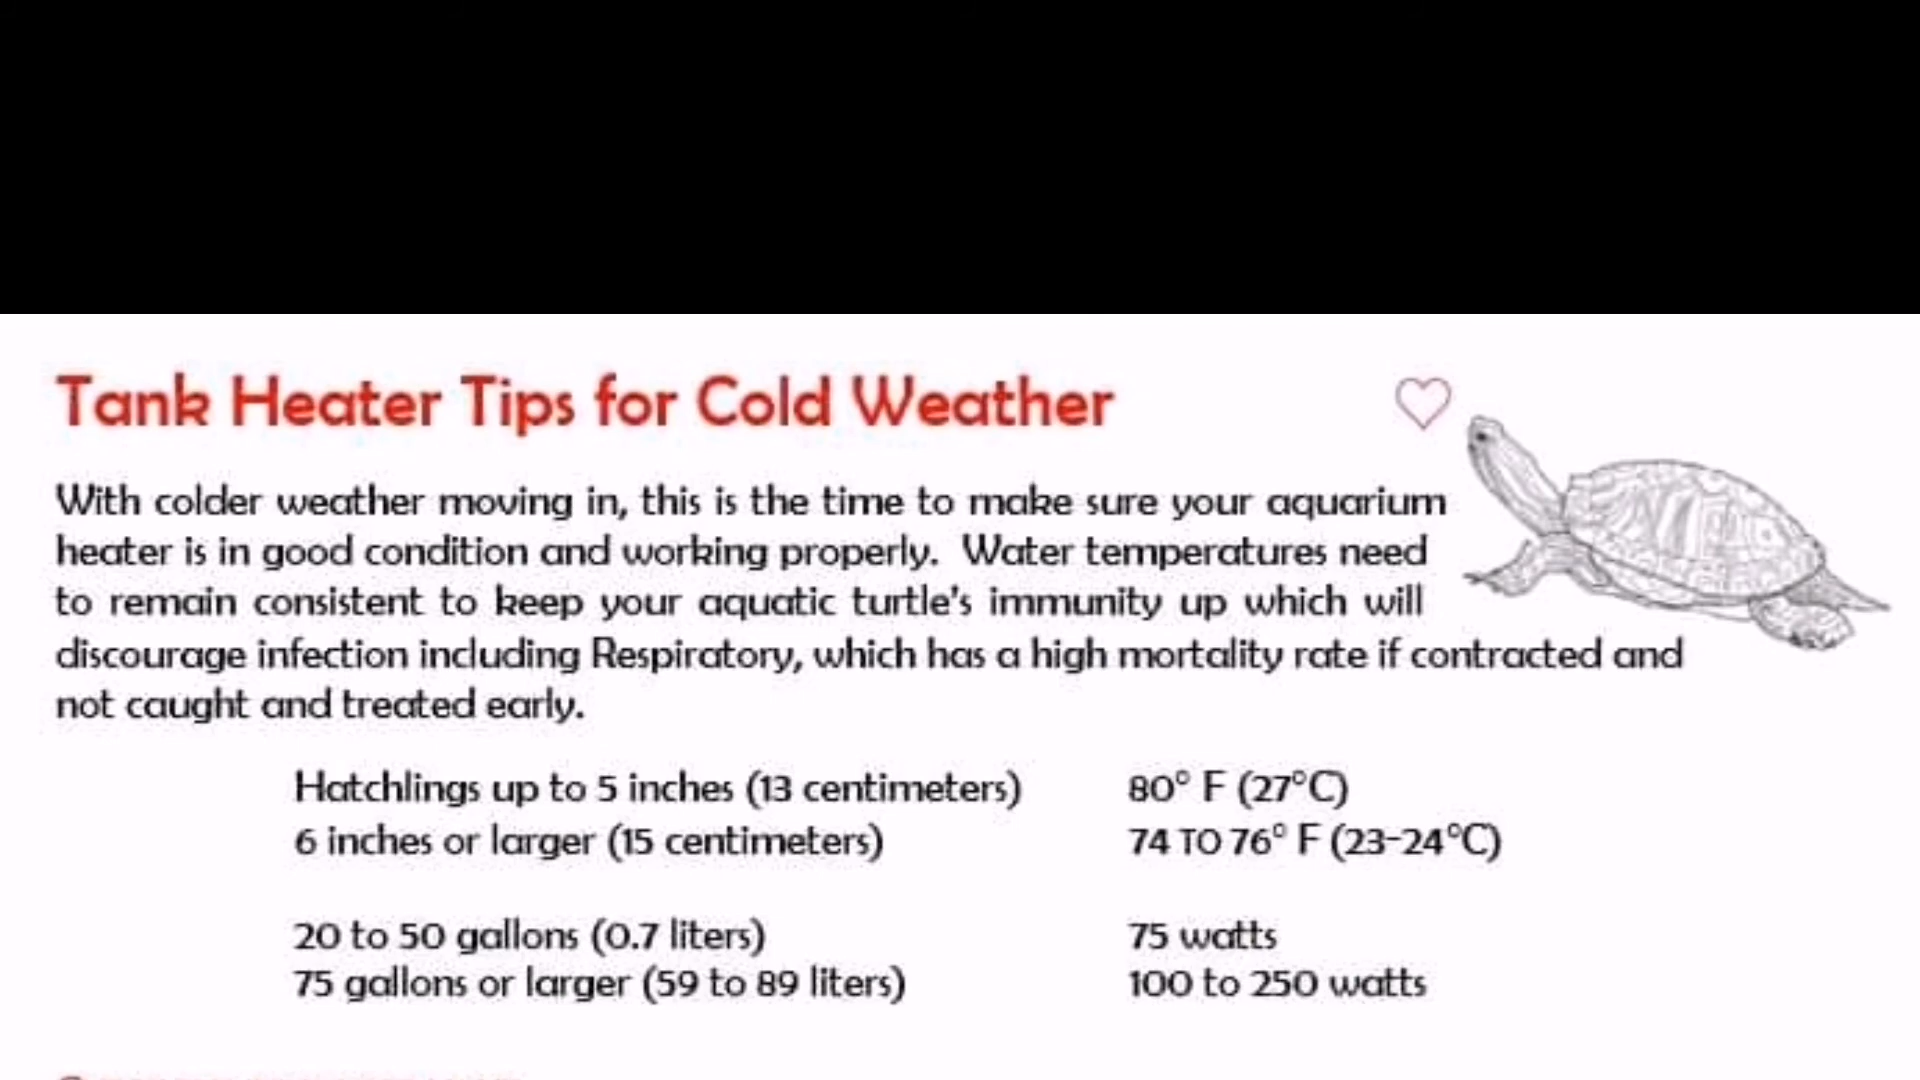 Tank Heater Tips for Cold Weather
With colder weather moving in, this is the time to make sure your aquarium
heater is in good condition and working properly. Water temperatures need
to remain consistent to keep your aquatic turtle's immunity up which will
discourage infection including Respiratory, which has a high mortality rate if contracted and
not caught and treated early.
Hatchlings up to 5 inches (13 centimeters) 80° F (27°C)
6 inches or larger (15 centimeters) 74 TO 76° F (23-24°C)
20 to 50 gallons (0.7 liters) 75 watts
75 gallons or larger (59 to 89 liters) 100 to 250 watts